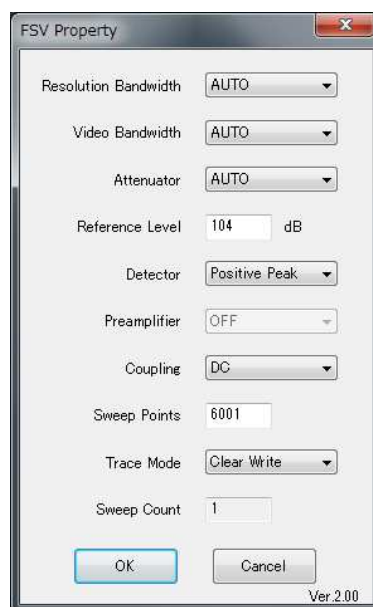 FSV Property
Resolution Bandwidth AUTO
Video Bandwidth AUTO
Attenuator AUTO
Reference Level 104 dB
Detector Positive Peak
Preamplifier OFF
Coupling DC
Sweep Points 6001
Trace Mode Clear Write
Sweep Count 1
OK Cancel
Ver.2.00